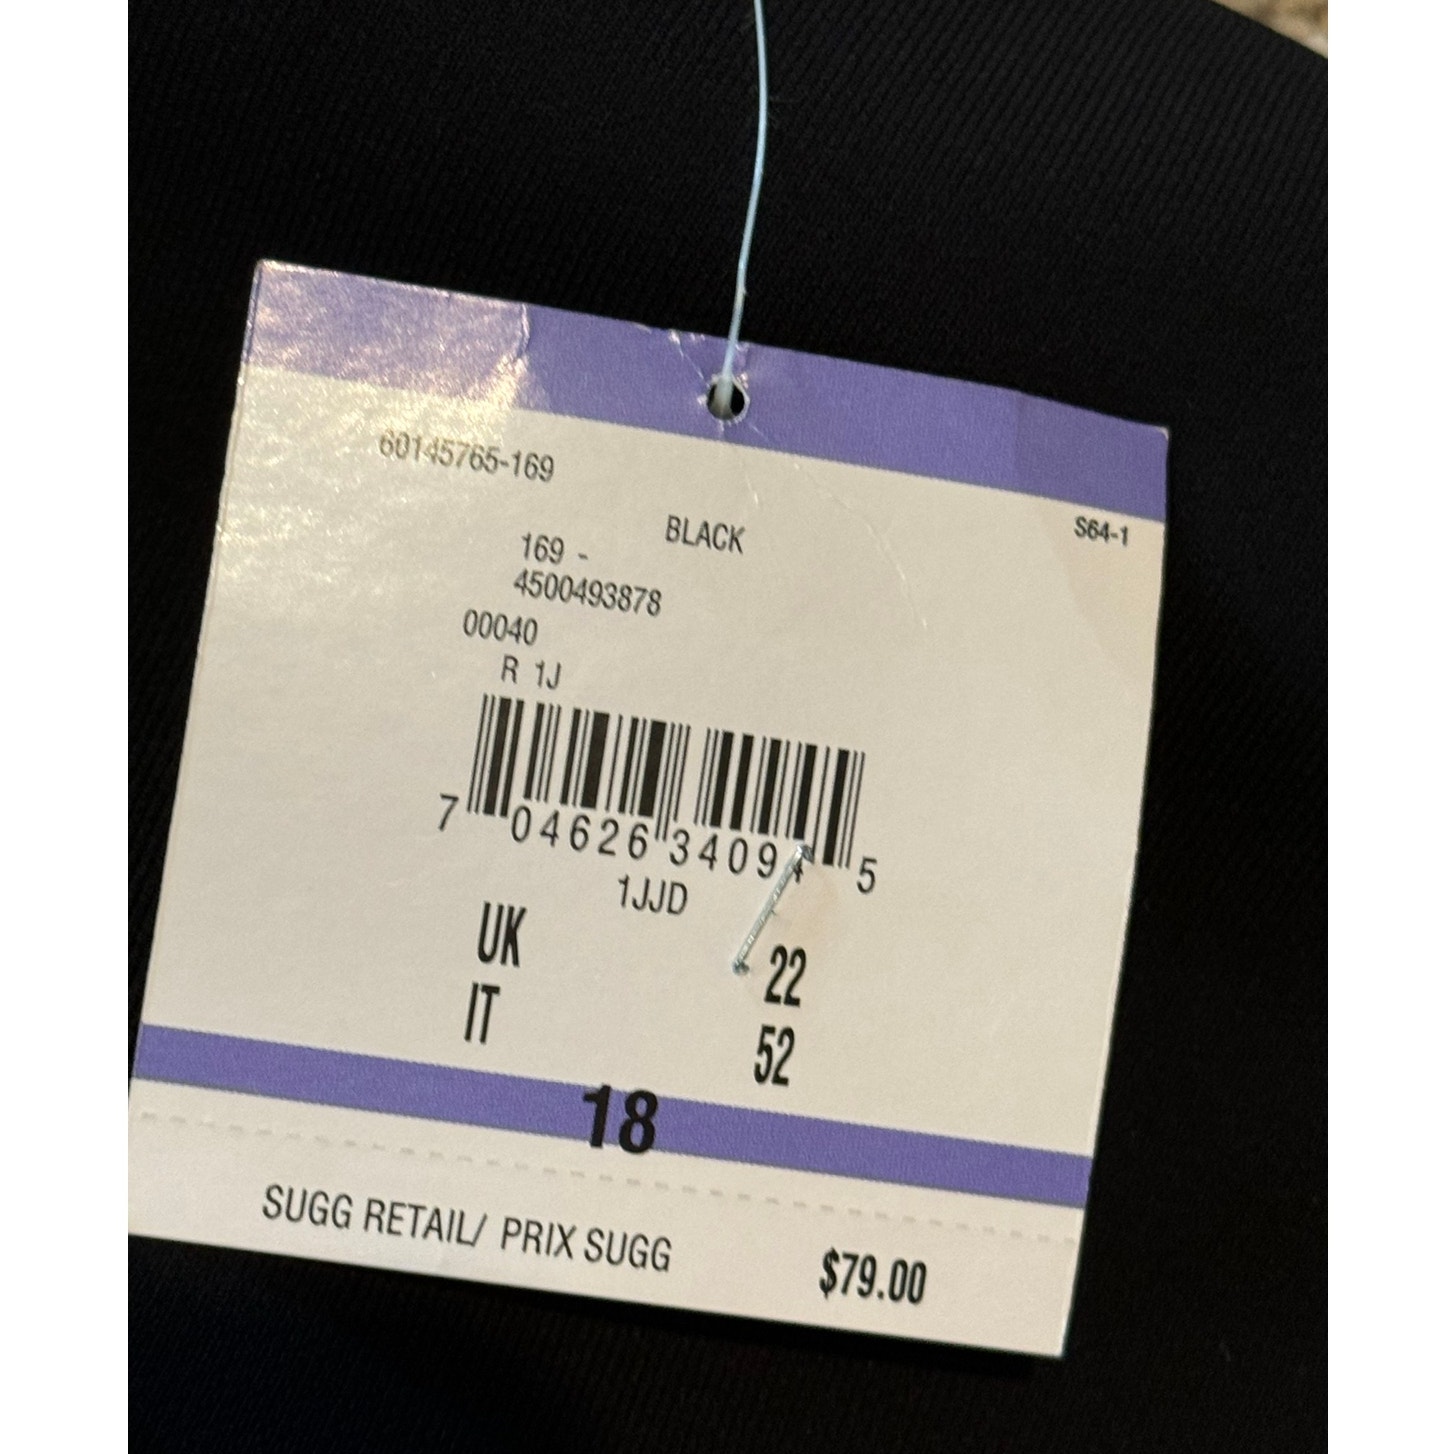 60145765-169
BLACK
S64-1
169 -
4500493878
00040
R 1J
7 04626 34094 5
1JJD
UK 22
IT 52
18
SUGG RETAIL/ PRIX SUGG $79.00